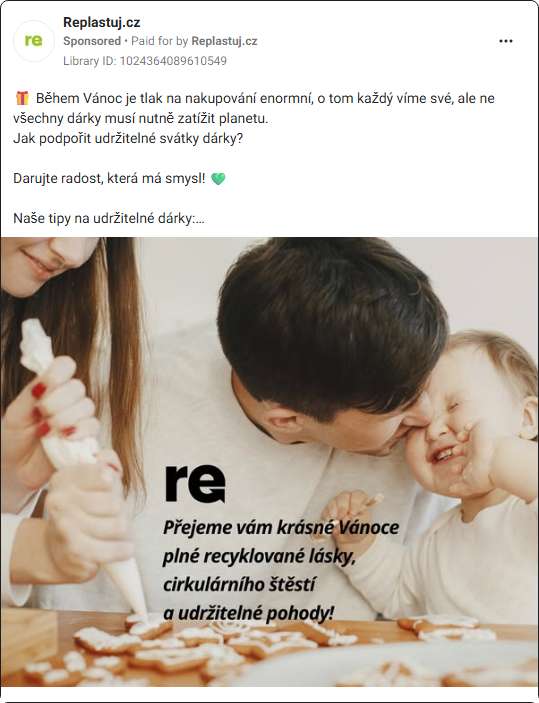 Replastuj.cz
Sponsored • Paid for by Replastuj.cz
Library ID: 1024364089610549
🎁 Během Vánoc je tlak na nakupování enormní, o tom každý víme své, ale ne
všechny dárky musí nutně zatížit planetu.
Jak podpořit udržitelné svátky dárky?
Darujte radost, která má smysl! 💚
Naše tipy na udržitelné dárky:...
re
Přejeme vám krásné Vánoce
plné recyklované lásky,
cirkulárního štěstí
a udržitelné pohody!